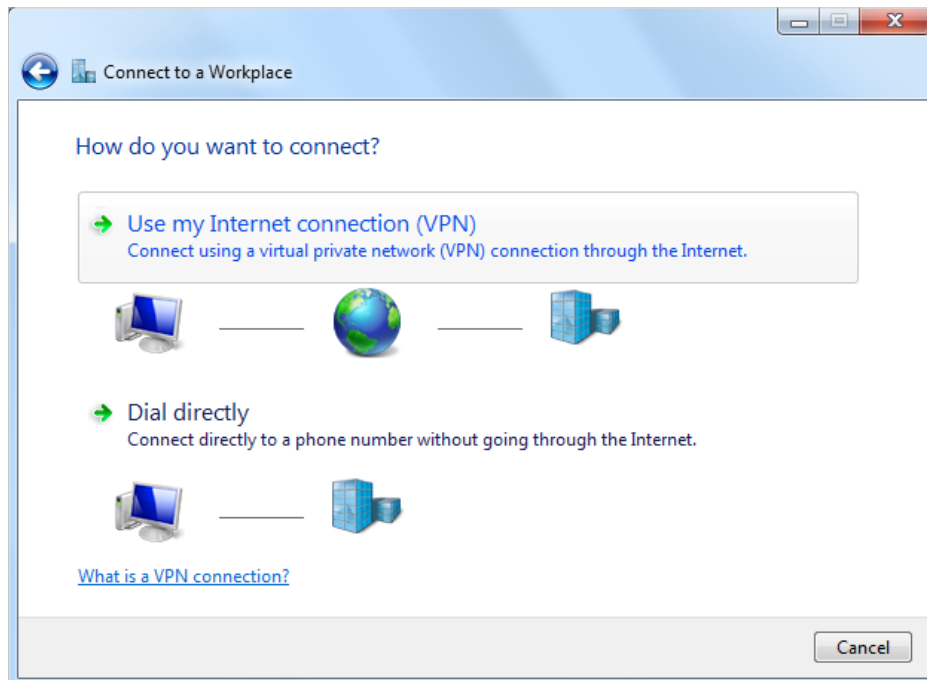 Connect to a Workplace
How do you want to connect?
Use my Internet connection (VPN)
Connect using a virtual private network (VPN) connection through the Internet.
Dial directly
Connect directly to a phone number without going through the Internet.
What is a VPN connection?
Cancel